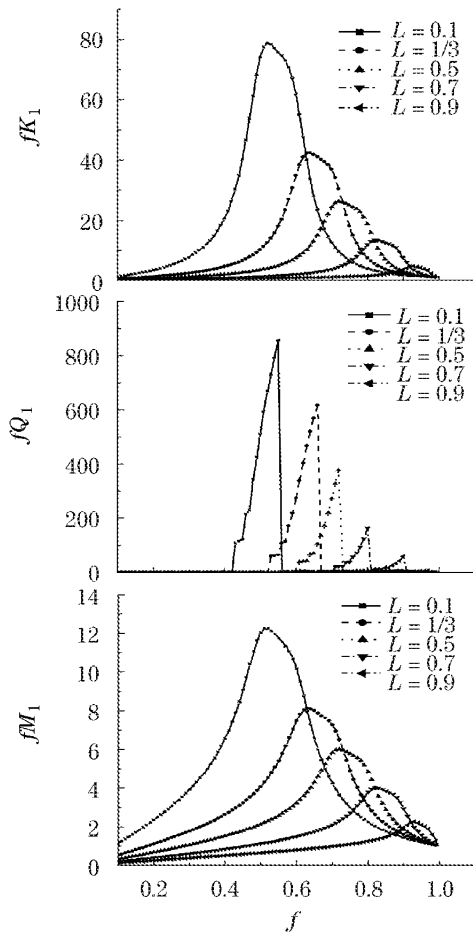 80
60
40
20
0
fK₁
L = 0.1
L = 1/3
L = 0.5
L = 0.7
L = 0.9
1000
800
600
400
200
0
fQ₁
L = 0.1
L = 1/3
L = 0.5
L = 0.7
L = 0.9
14
12
10
8
6
4
2
0
fM₁
L = 0.1
L = 1/3
L = 0.5
L = 0.7
L = 0.9
0.2 0.4 0.6 0.8 1.0
f